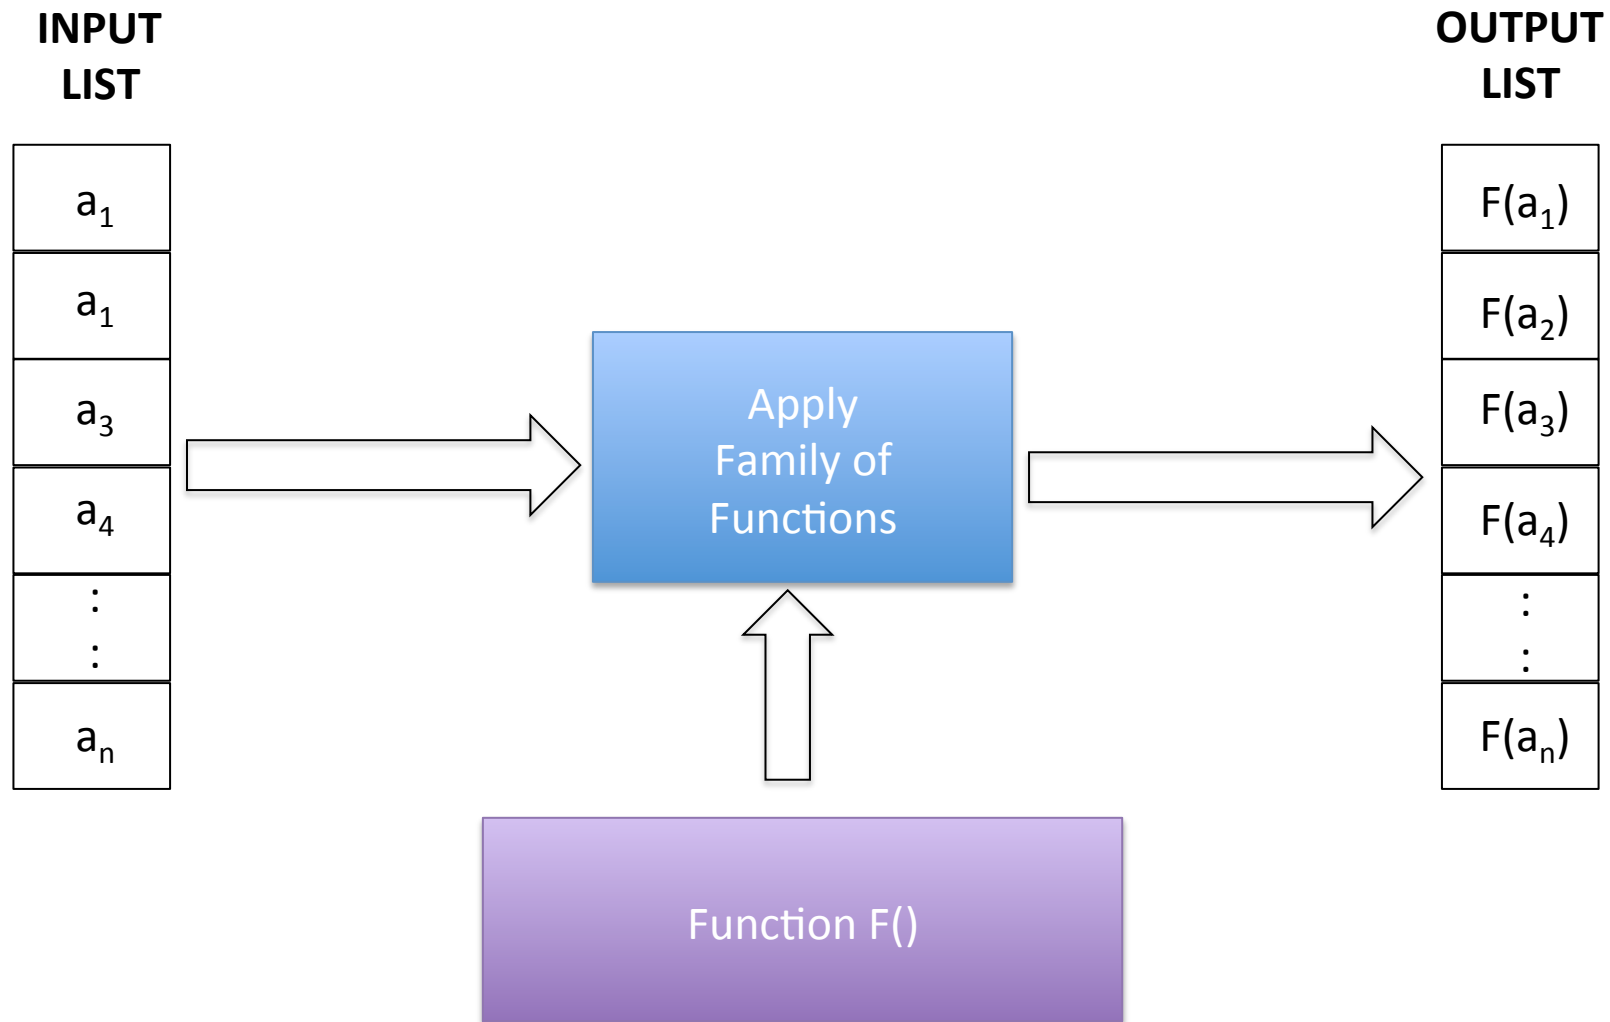 INPUT
LIST
a₁
a₁
a₃
a₄
:
:
aₙ
Apply
Family of
Functions
Function F()
OUTPUT
LIST
F(a₁)
F(a₂)
F(a₃)
F(a₄)
:
:
F(aₙ)